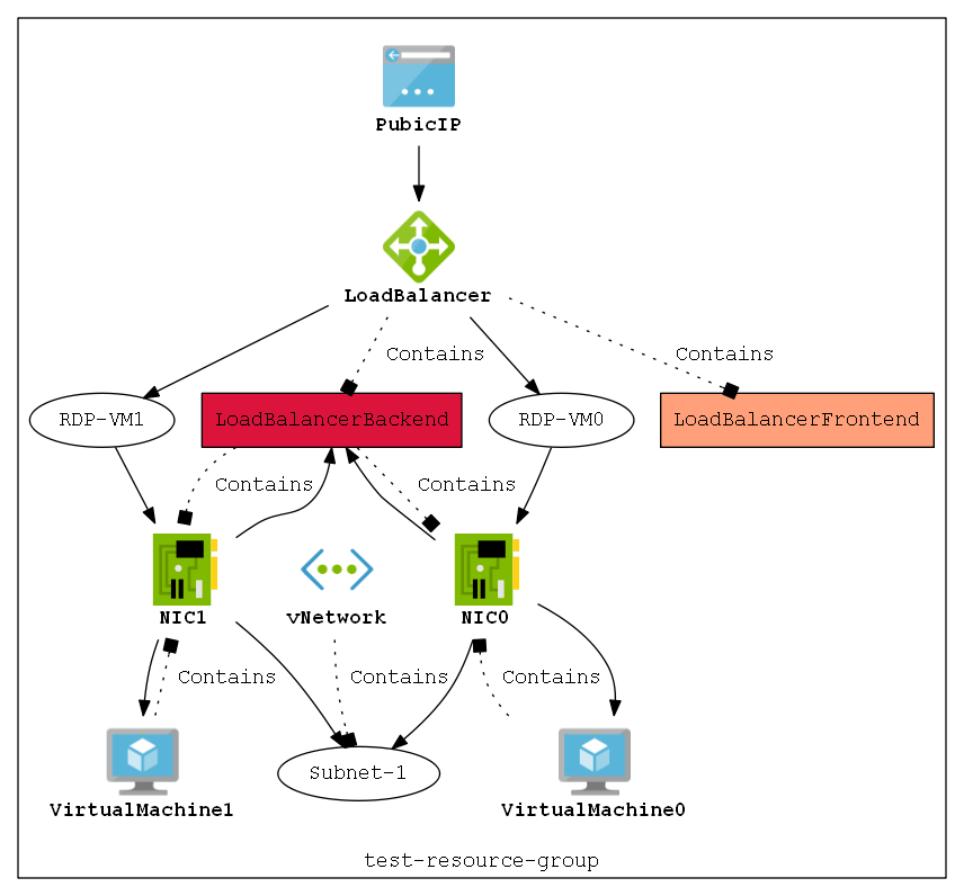 PubicIP
LoadBalancer
Contains
Contains
RDP-VM1
LoadBalancerBackend
RDP-VM0
LoadBalancerFrontend
Contains
Contains
NIC1
vNetwork
NIC0
Contains
Contains
Contains
Subnet-1
VirtualMachine1
VirtualMachine0
test-resource-group